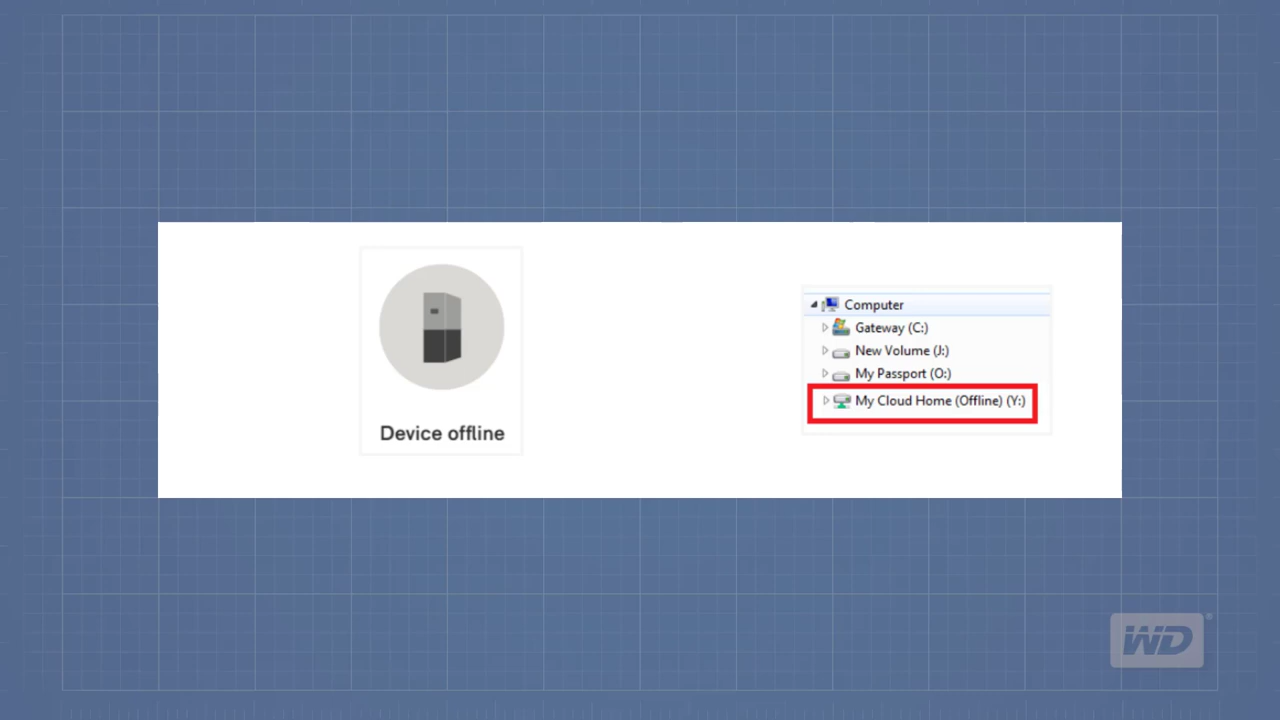 Device offline
Computer
Gateway (C:)
New Volume (J:)
My Passport (O:)
My Cloud Home (Offline) (Y:)
WD®